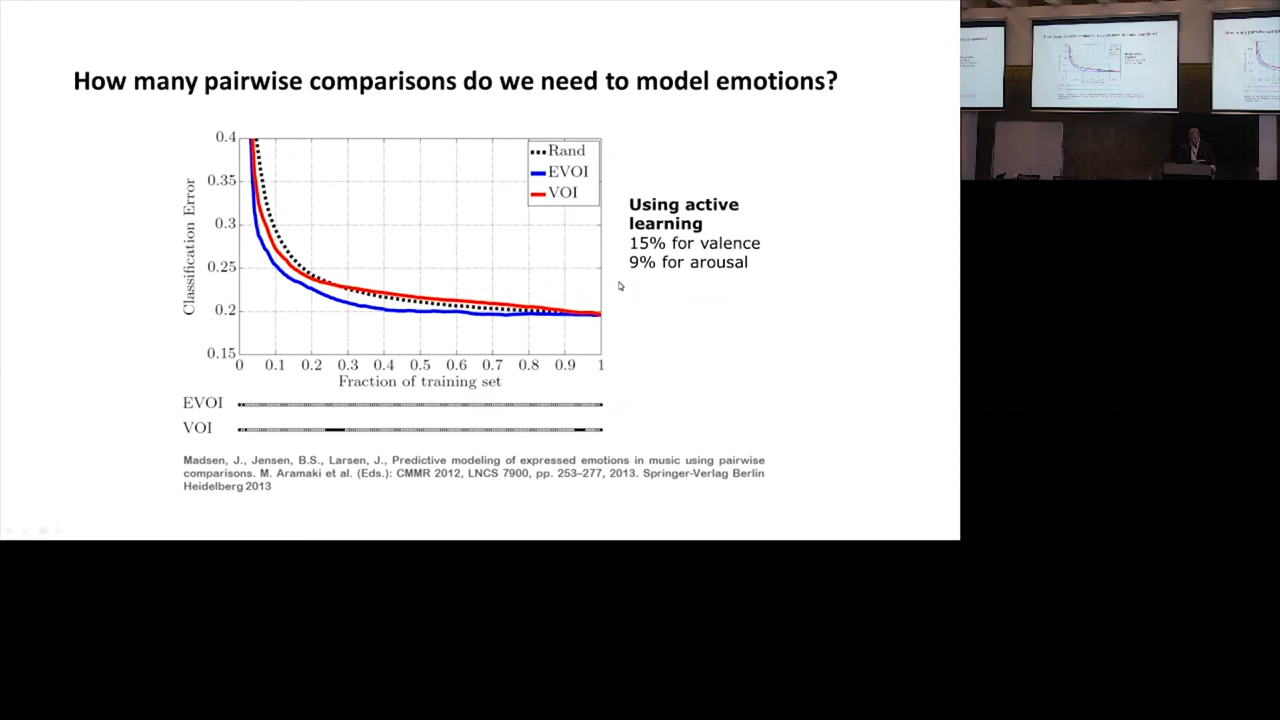 How many pairwise comparisons do we need to model emotions?
0.4
0.35
0.3
0.25
0.2
0.15
Classification Error
Rand
EVOI
VOI
0 0.1 0.2 0.3 0.4 0.5 0.6 0.7 0.8 0.9 1
Fraction of training set
EVOI
VOI
Using active
learning
15% for valence
9% for arousal
Madsen, J., Jensen, B.S., Larsen, J., Predictive modeling of expressed emotions in music using pairwise
comparisons. M. Aramaki et al. (Eds.): CMMR 2012, LNCS 7900, pp. 253–277, 2013. Springer-Verlag Berlin
Heidelberg 2013